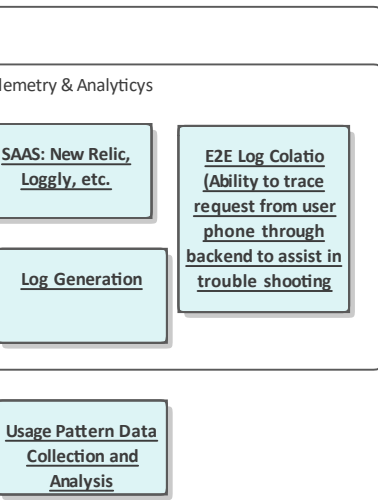 lemetry & Analyticys
SAAS: New Relic,
Loggly, etc.
E2E Log Colatio
(Ability to trace
request from user
phone through
backend to assist in
trouble shooting
Log Generation
Usage Pattern Data
Collection and
Analysis